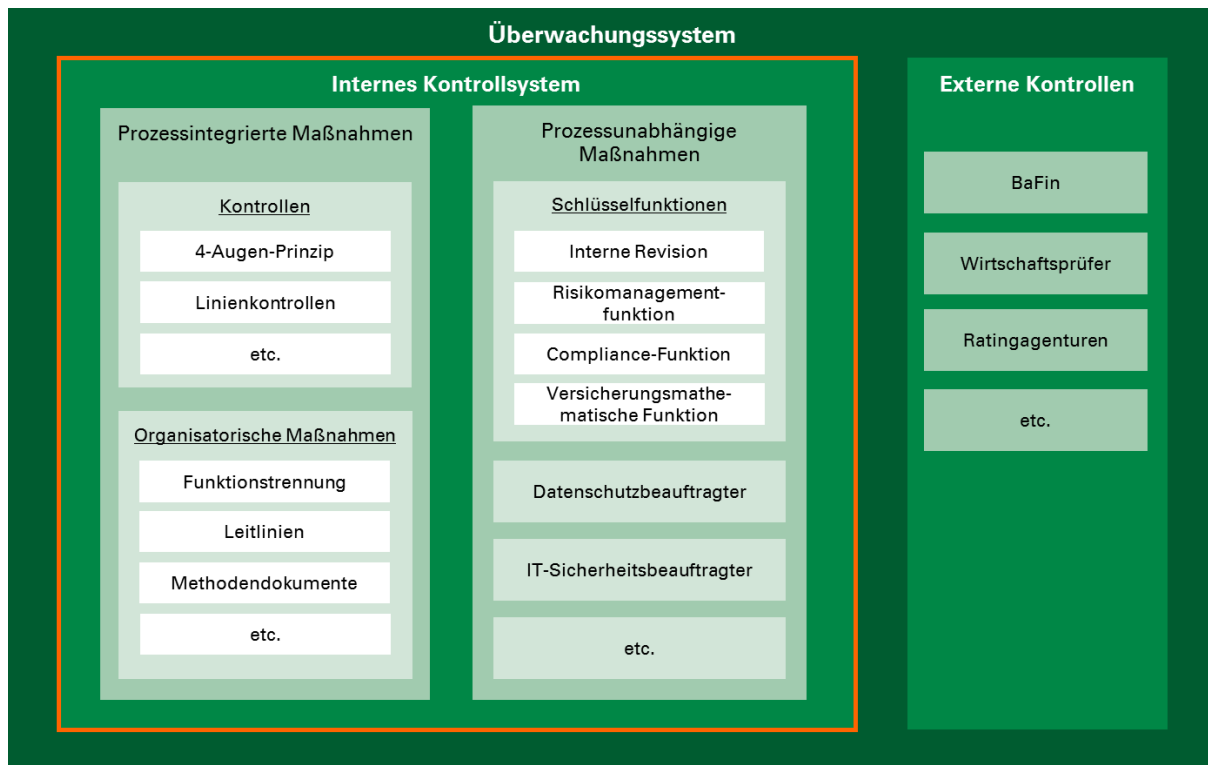 Überwachungssystem
Internes Kontrollsystem
Prozessintegrierte Maßnahmen
Kontrollen
4-Augen-Prinzip
Linienkontrollen
etc.
Organisatorische Maßnahmen
Funktionstrennung
Leitlinien
Methodendokumente
etc.
Prozessunabhängige
Maßnahmen
Schlüsselfunktionen
Interne Revision
Risikomanagement-
funktion
Compliance-Funktion
Versicherungsmathe-
matische Funktion
Datenschutzbeauftragter
IT-Sicherheitsbeauftragter
etc.
Externe Kontrollen
BaFin
Wirtschaftsprüfer
Ratingagenturen
etc.